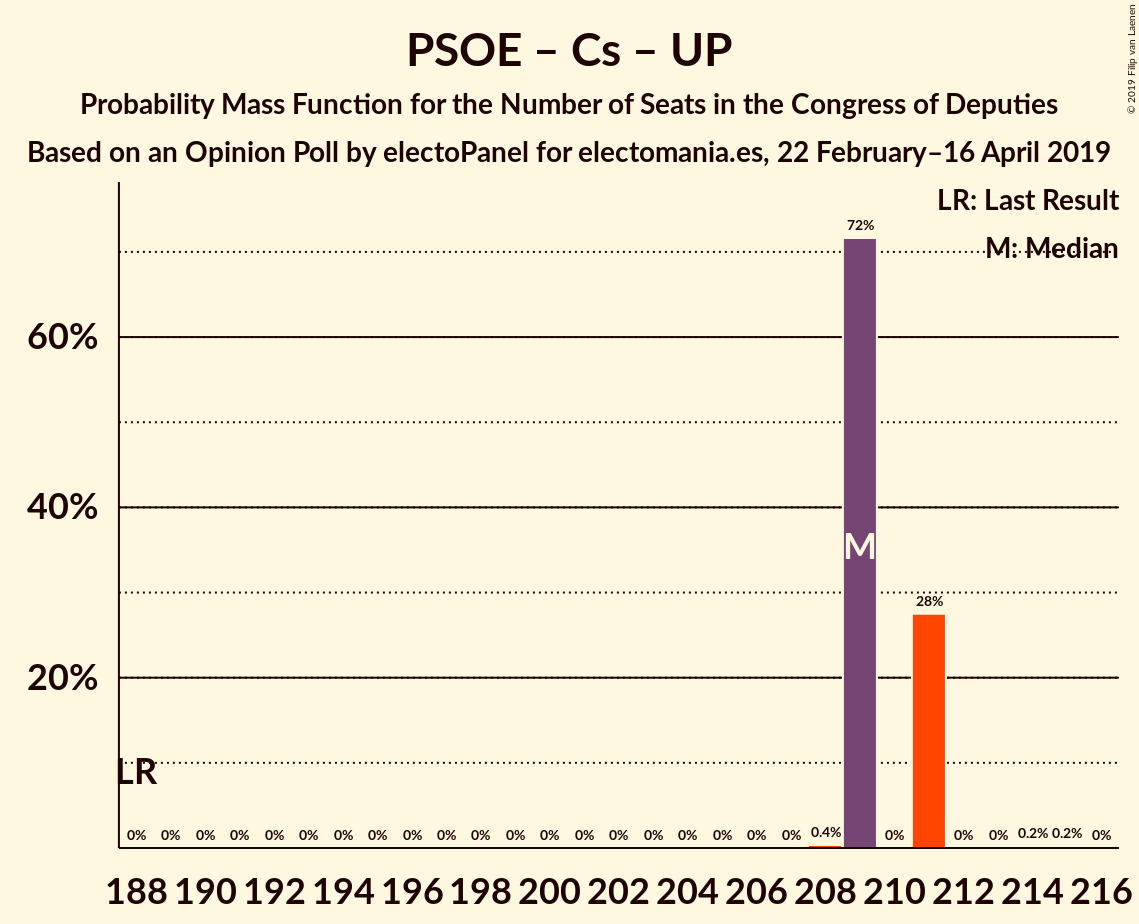 PSOE – Cs – UP
Probability Mass Function for the Number of Seats in the Congress of Deputies
Based on an Opinion Poll by electoPanel for electomania.es, 22 February–16 April 2019
© 2019 Filip van Laenen
LR: Last Result
M: Median
72%
60%
40%
M
28%
20%
LR
0% 0% 0% 0% 0% 0% 0% 0% 0% 0% 0% 0% 0% 0% 0% 0% 0% 0% 0% 0% 0.4% 0% 0% 0% 0.2% 0.2% 0%
188 190 192 194 196 198 200 202 204 206 208 210 212 214 216